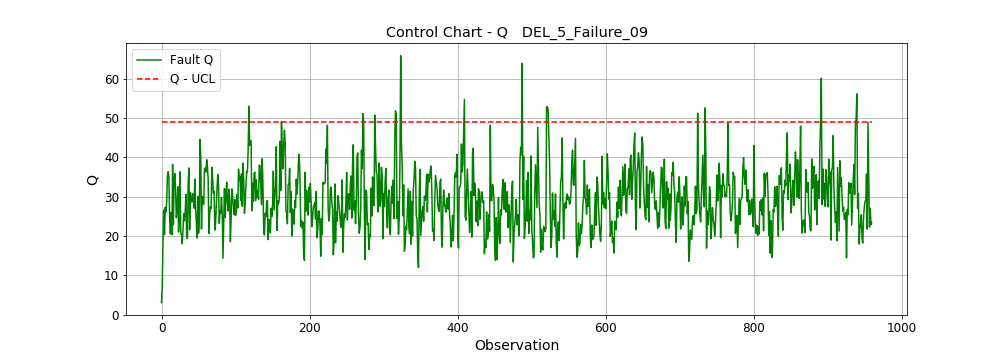 Control Chart - Q   DEL_5_Failure_09
Fault Q
Q - UCL
60
50
40
30
20
10
0
Q
0 200 400 600 800 1000
Observation